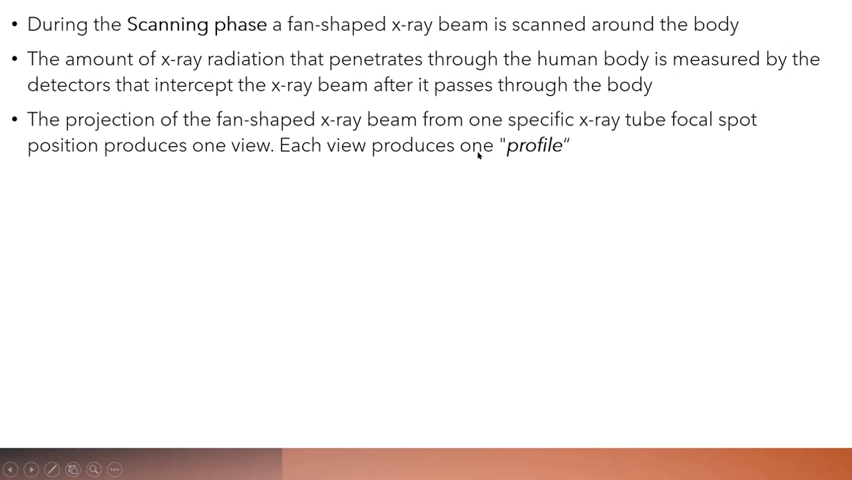 • During the Scanning phase a fan-shaped x-ray beam is scanned around the body
• The amount of x-ray radiation that penetrates through the human body is measured by the
detectors that intercept the x-ray beam after it passes through the body
• The projection of the fan-shaped x-ray beam from one specific x-ray tube focal spot
position produces one view. Each view produces one "profile“